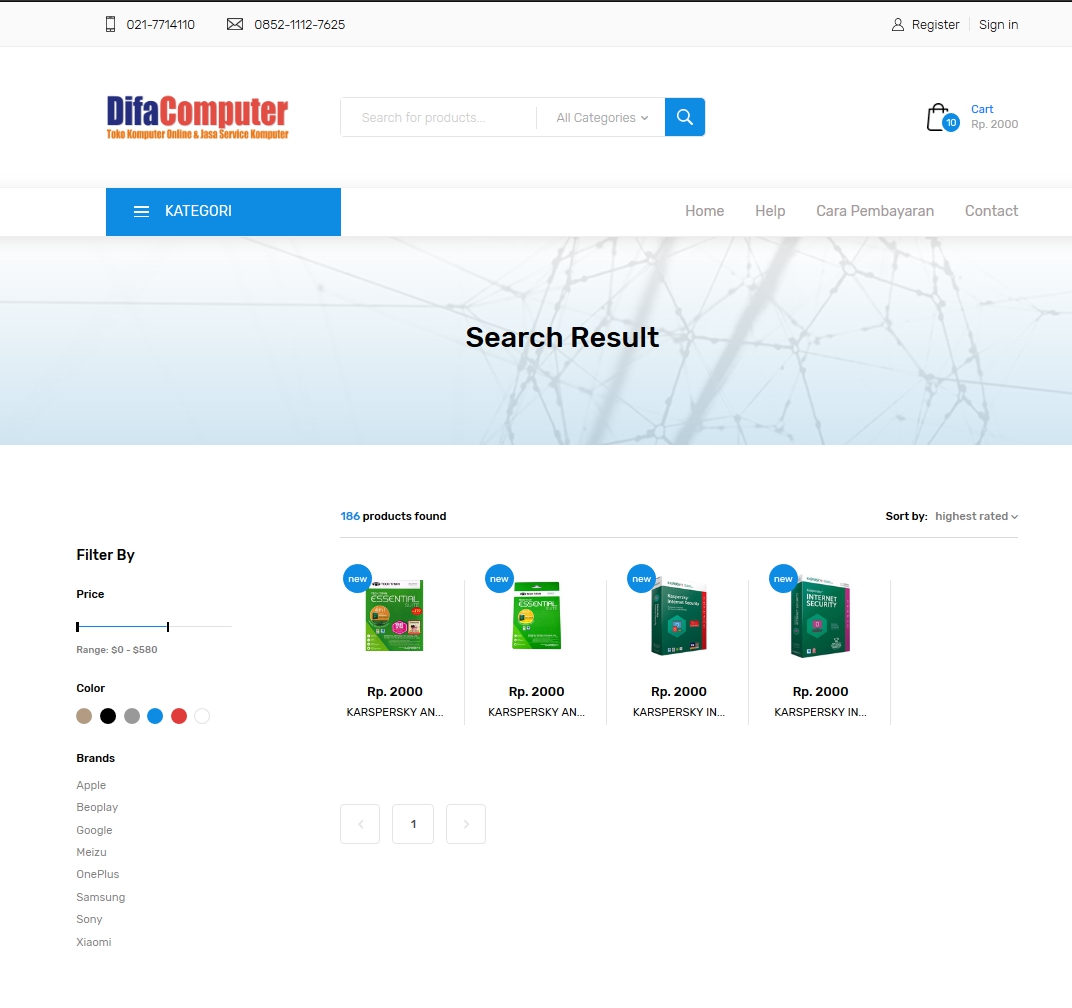 021-7714110
0852-1112-7625
Register
Sign in
DifaComputer
Toko Komputer Online & Jasa Service Komputer
Search for products...
All Categories
10
Cart
Rp. 2000
KATEGORI
Home
Help
Cara Pembayaran
Contact
Search Result
186 products found
Sort by: highest rated
Filter By
Price
Range: $0 - $580
Color
Brands
Apple
Beoplay
Google
Meizu
OnePlus
Samsung
Sony
Xiaomi
new
ESSENTIAL
Rp. 2000
KARSPERSKY AN...
new
ESSENTIAL
Rp. 2000
KARSPERSKY AN...
new
Kaspersky
Internet Security
Rp. 2000
KARSPERSKY IN...
new
INTERNET
SECURITY
Rp. 2000
KARSPERSKY IN...
1